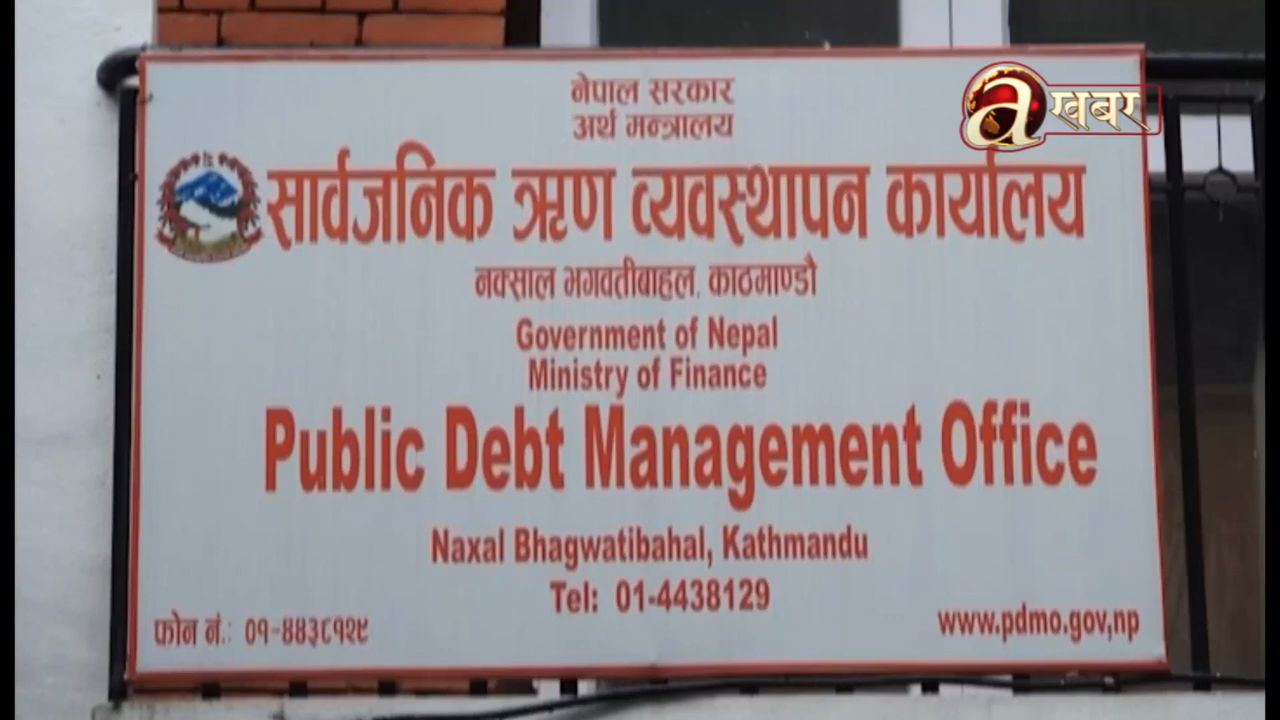 नेपाल सरकार
अर्थ मन्त्रालय
सार्वजनिक ऋण व्यवस्थापन कार्यालय
नक्साल भगवतीबाहल, काठमाण्डौ
Government of Nepal
Ministry of Finance
Public Debt Management Office
Naxal Bhagwatibahal, Kathmandu
Tel: 01-4438129
फोन नं.: ०१-४४३८१२९
www.pdmo.gov,np
a खबर